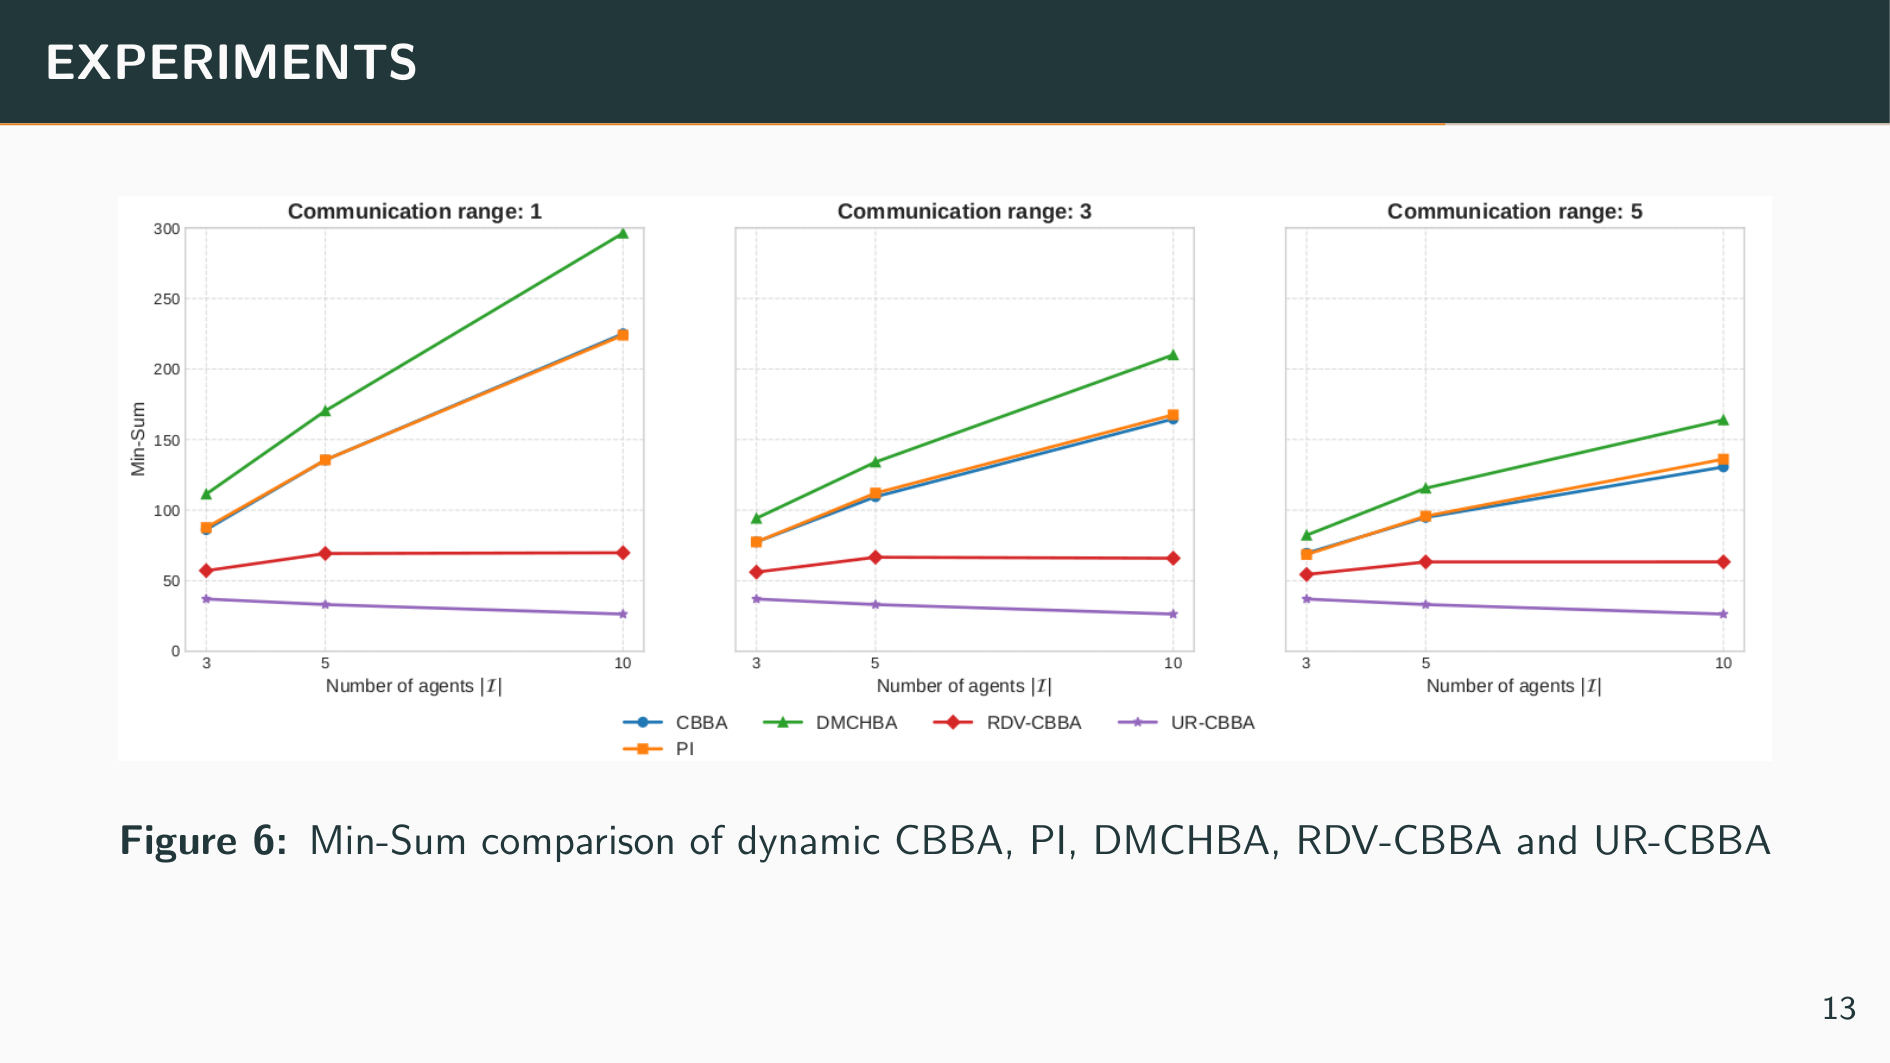 EXPERIMENTS
Communication range: 1
Communication range: 3
Communication range: 5
Min-Sum
300
250
200
150
100
50
0
3 5 10
3 5 10
3 5 10
Number of agents |𝓘|
Number of agents |𝓘|
Number of agents |𝓘|
CBBA DMCHBA RDV-CBBA UR-CBBA
PI
Figure 6: Min-Sum comparison of dynamic CBBA, PI, DMCHBA, RDV-CBBA and UR-CBBA
13